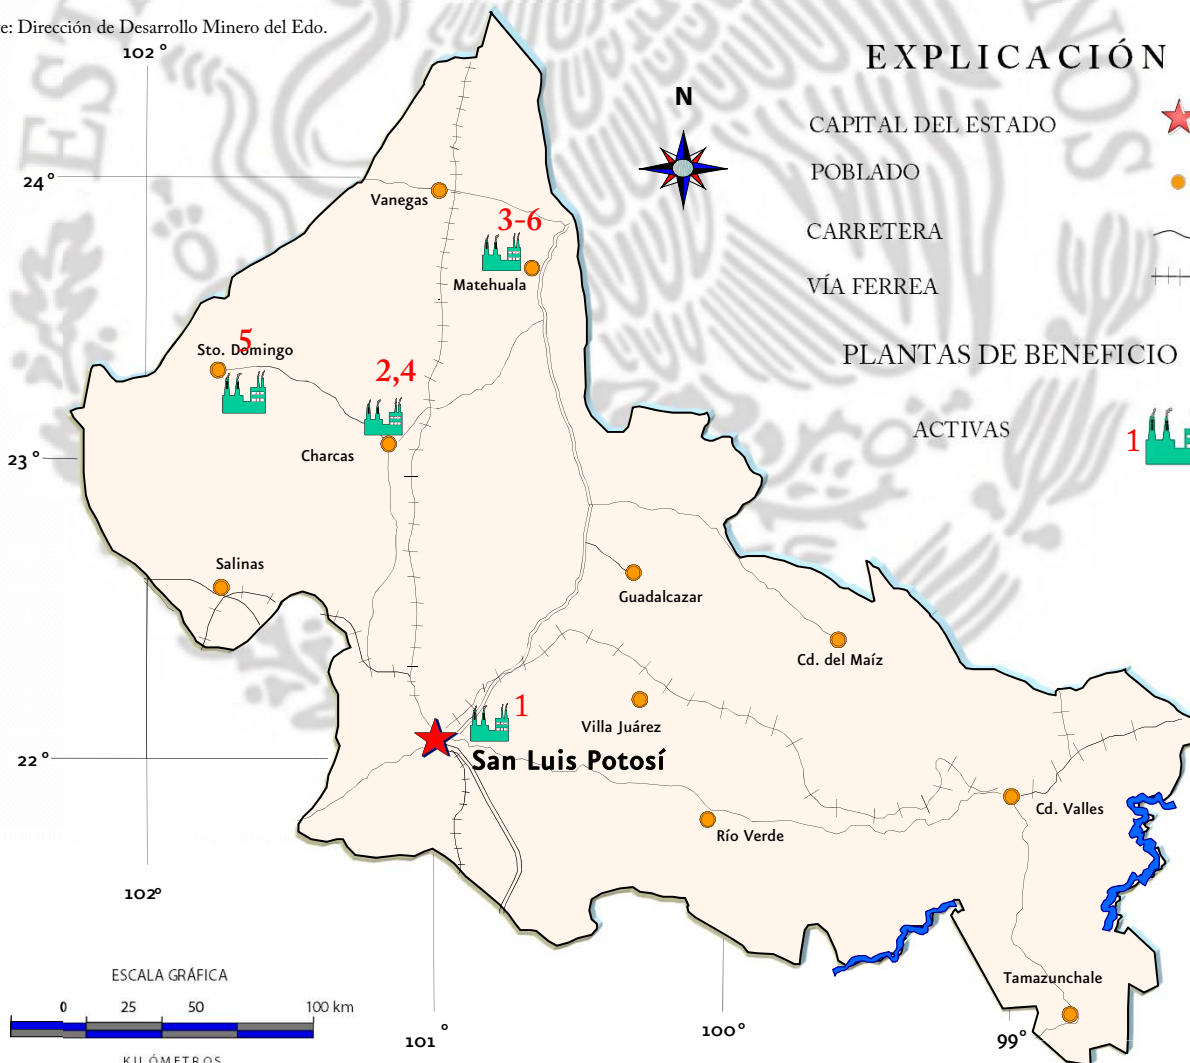 e: Dirección de Desarrollo Minero del Edo.
102 °
EXPLICACIÓN
N
CAPITAL DEL ESTADO
24°
POBLADO
Vanegas
3-6
CARRETERA
Matehuala
VÍA FERREA
5
Sto. Domingo
PLANTAS DE BENEFICIO
2,4
ACTIVAS
1
Charcas
23°
Salinas
Guadalcazar
Cd. del Maíz
1
Villa Juárez
San Luis Potosí
22°
Cd. Valles
Río Verde
102°
ESCALA GRÁFICA
Tamazunchale
0 25 50 100 km
101°
100°
99°
KILÓMETROS